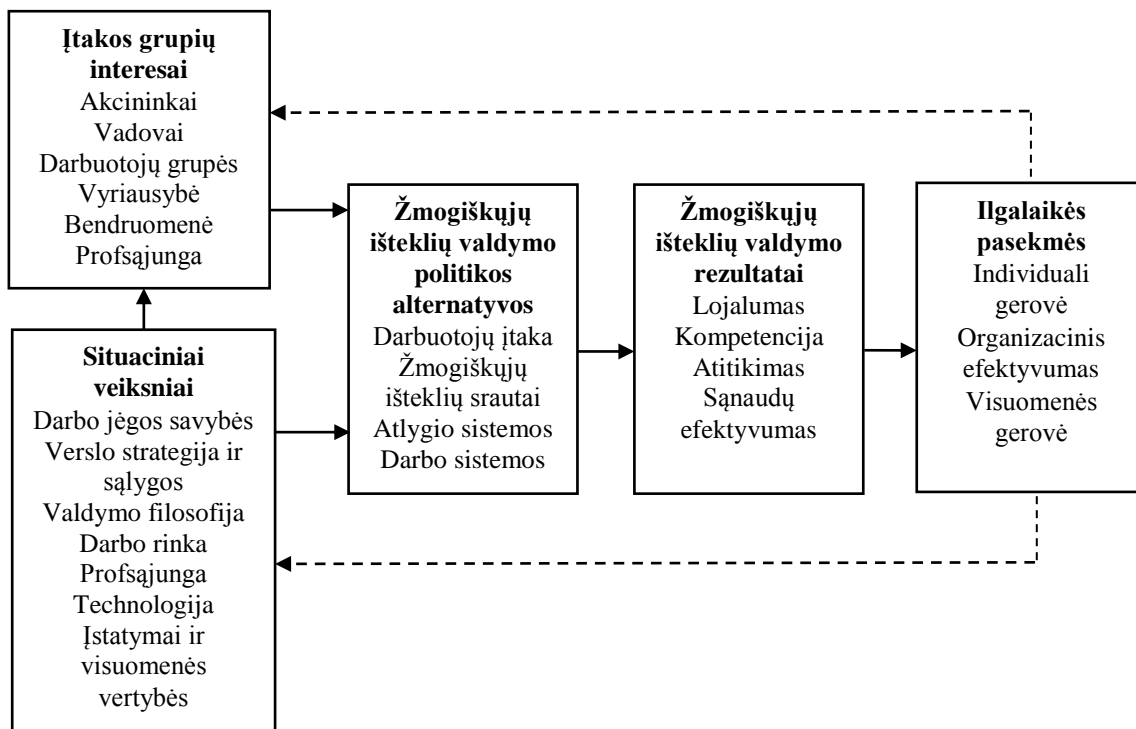 Įtakos grupių
interesai
Akcininkai
Vadovai
Darbuotojų grupės
Vyriausybė
Bendruomenė
Profsąjunga
Situaciniai
veiksniai
Darbo jėgos savybės
Verslo strategija ir
sąlygos
Valdymo filosofija
Darbo rinka
Profsąjunga
Technologija
Įstatymai ir
visuomenės
vertybės
Žmogiškųjų
išteklių valdymo
politikos
alternatyvos
Darbuotojų įtaka
Žmogiškųjų
išteklių srautai
Atlygio sistemos
Darbo sistemos
Žmogiškųjų
išteklių valdymo
rezultatai
Lojalumas
Kompetencija
Atitikimas
Sąnaudų
efektyvumas
Ilgalaikės
pasekmės
Individuali
gerovė
Organizacinis
efektyvumas
Visuomenės
gerovė